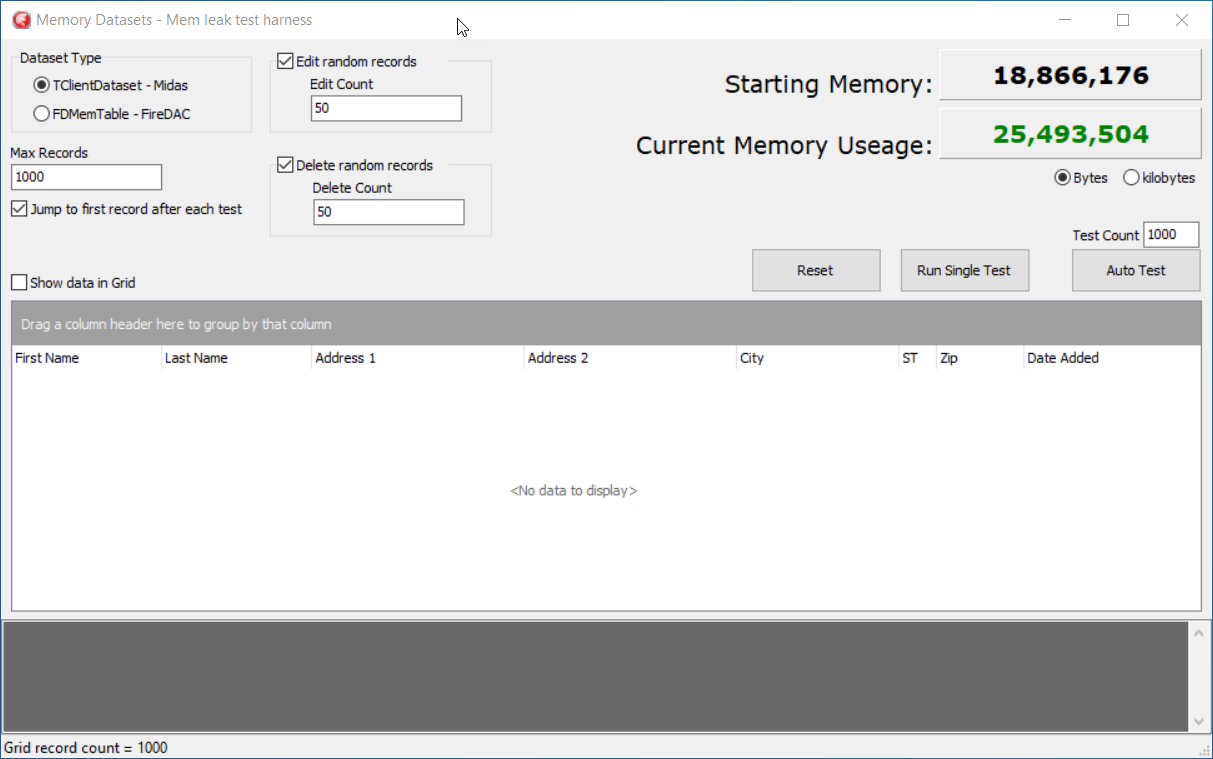 Memory Datasets - Mem leak test harness
Dataset Type
TClientDataset - Midas
FDMemTable - FireDAC
Max Records
1000
Jump to first record after each test
Show data in Grid
Edit random records
Edit Count
50
Delete random records
Delete Count
50
Starting Memory: 18,866,176
Current Memory Useage: 25,493,504
Bytes kilobytes
Test Count 1000
Reset Run Single Test Auto Test
Drag a column header here to group by that column
First Name Last Name Address 1 Address 2 City ST Zip Date Added
<No data to display>
Grid record count = 1000